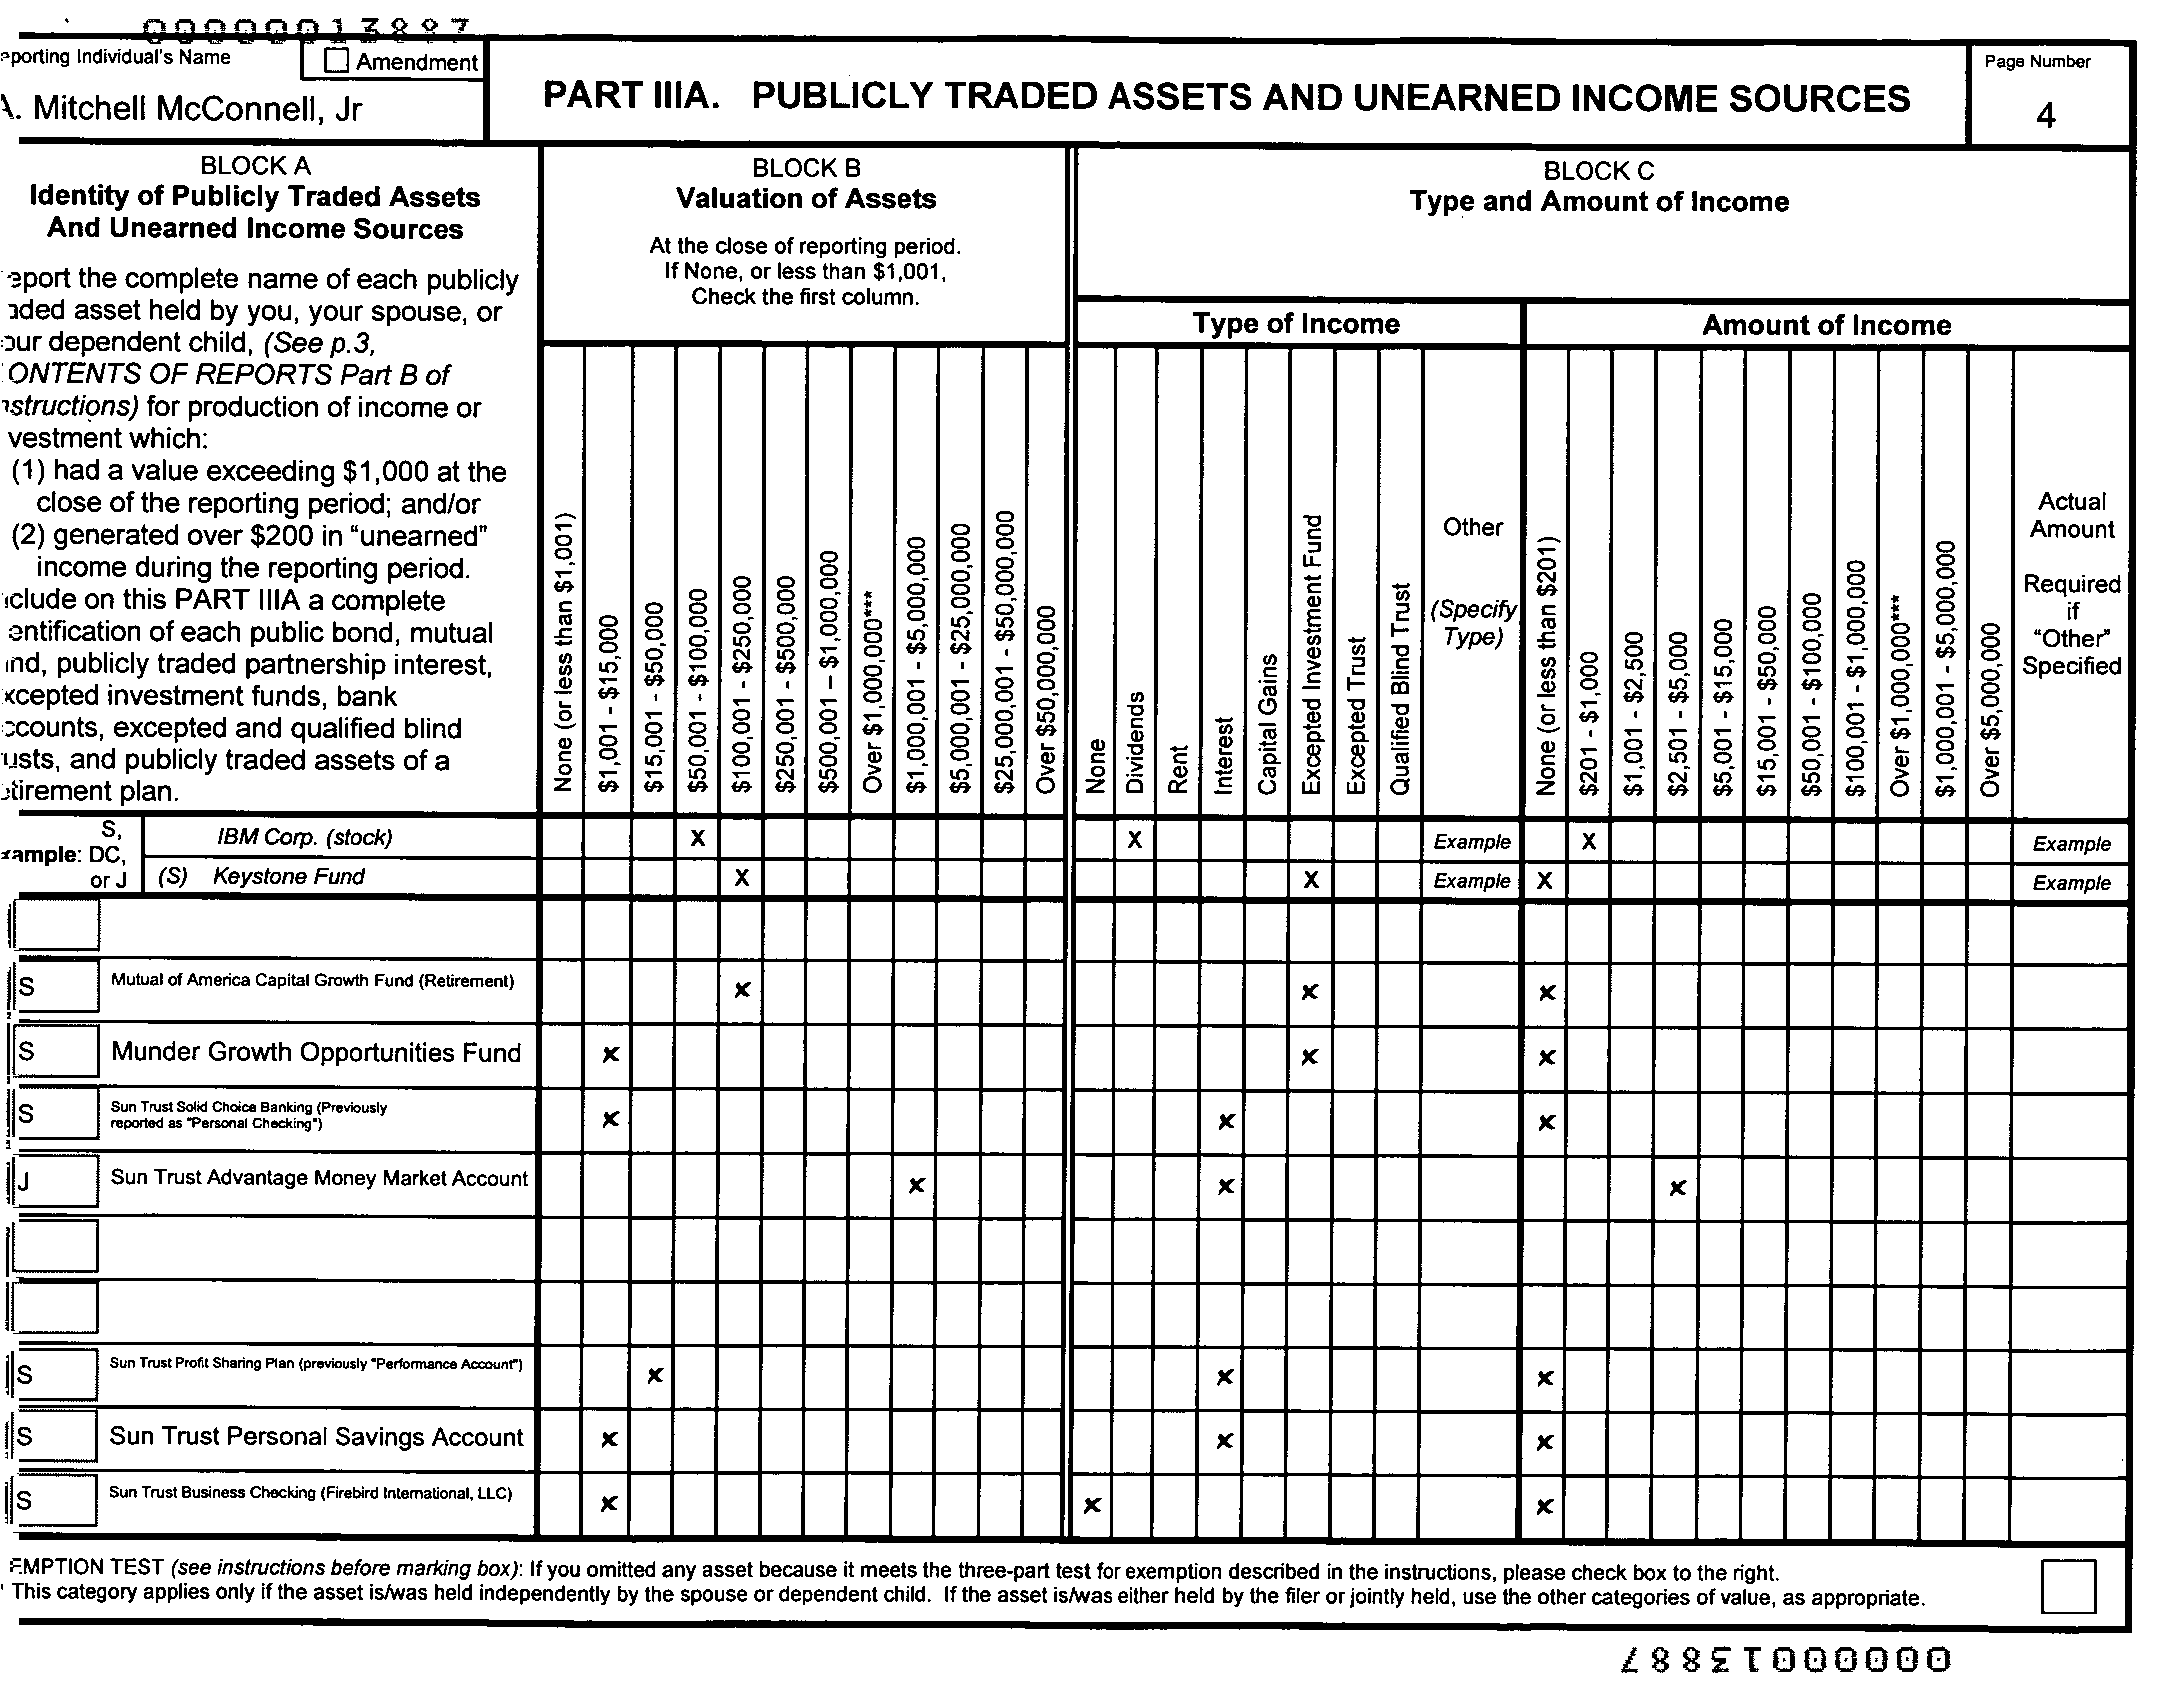 00000013887
eporting Individual's Name
Amendment
A. Mitchell McConnell, Jr
PART IIIA. PUBLICLY TRADED ASSETS AND UNEARNED INCOME SOURCES
Page Number
4
BLOCK A
Identity of Publicly Traded Assets
And Unearned Income Sources
eport the complete name of each publicly
aded asset held by you, your spouse, or
our dependent child, (See p.3,
ONTENTS OF REPORTS Part B of
nstructions) for production of income or
vestment which:
(1) had a value exceeding $1,000 at the
close of the reporting period; and/or
(2) generated over $200 in "unearned"
income during the reporting period.
nclude on this PART IIIA a complete
entification of each public bond, mutual
und, publicly traded partnership interest,
xcepted investment funds, bank
ccounts, excepted and qualified blind
rusts, and publicly traded assets of a
etirement plan.
BLOCK B
Valuation of Assets
At the close of reporting period.
If None, or less than $1,001,
Check the first column.
None (or less than $1,001)
$1,001 - $15,000
$15,001 - $50,000
$50,001 - $100,000
$100,001 - $250,000
$250,001 - $500,000
$500,001 – $1,000,000
Over $1,000,000***
$1,000,001 - $5,000,000
$5,000,001 - $25,000,000
$25,000,001 - $50,000,000
Over $50,000,000
BLOCK C
Type and Amount of Income
Type of Income
None
Dividends
Rent
Interest
Capital Gains
Excepted Investment Fund
Excepted Trust
Qualified Blind Trust
Other
(Specify
Type)
Amount of Income
None (or less than $201)
$201 - $1,000
$1,001 - $2,500
$2,501 - $5,000
$5,001 - $15,000
$15,001 - $50,000
$50,001 - $100,000
$100,001 - $1,000,000
Over $1,000,000***
$1,000,001 - $5,000,000
Over $5,000,000
Actual
Amount
Required
if
"Other"
Specified
xample: S,
DC,
or J
IBM Corp. (stock) X X Example X Example
(S) Keystone Fund X X Example X Example
S Mutual of America Capital Growth Fund (Retirement) x x x
S Munder Growth Opportunities Fund x x x
S Sun Trust Solid Choice Banking (Previously
reported as "Personal Checking") x x x
J Sun Trust Advantage Money Market Account x x x
S Sun Trust Profit Sharing Plan (previously "Performance Account") x x x
S Sun Trust Personal Savings Account x x x
S Sun Trust Business Checking (Firebird International, LLC) x x x
EMPTION TEST (see instructions before marking box): If you omitted any asset because it meets the three-part test for exemption described in the instructions, please check box to the right.
This category applies only if the asset is/was held independently by the spouse or dependent child. If the asset is/was either held by the filer or jointly held, use the other categories of value, as appropriate.
00000013887